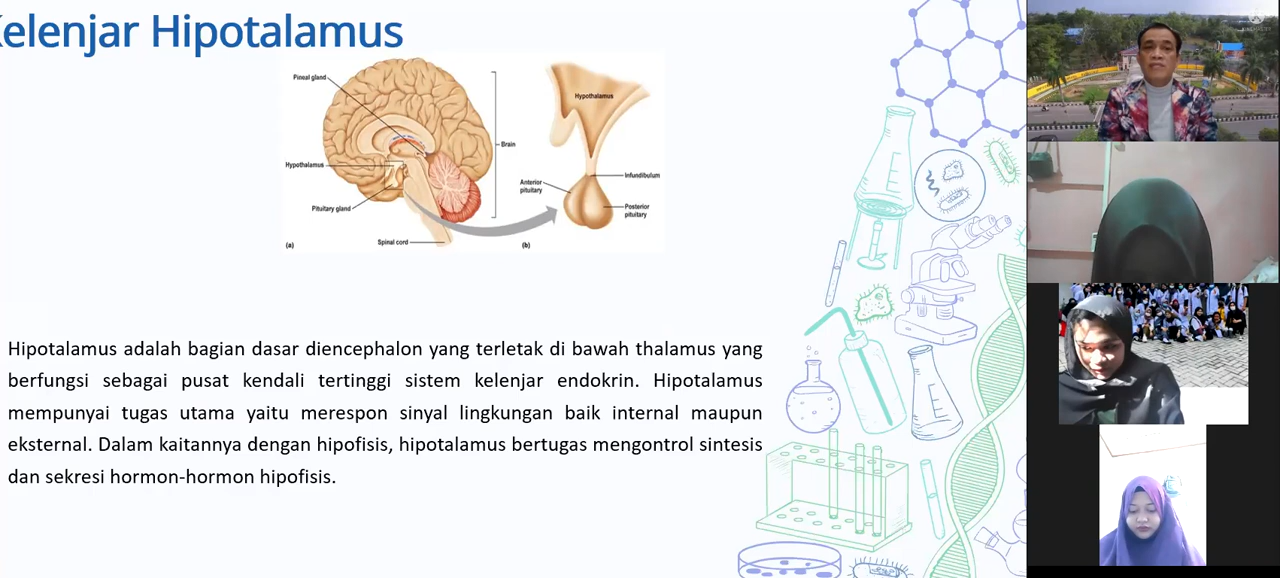 Kelenjar Hipotalamus
Pineal gland
Hypothalamus
Pituitary gland
Spinal cord
Brain
(a)
Hypothalamus
Anterior
pituitary
Infundibulum
Posterior
pituitary
(b)
Hipotalamus adalah bagian dasar diencephalon yang terletak di bawah thalamus yang
berfungsi sebagai pusat kendali tertinggi sistem kelenjar endokrin. Hipotalamus
mempunyai tugas utama yaitu merespon sinyal lingkungan baik internal maupun
eksternal. Dalam kaitannya dengan hipofisis, hipotalamus bertugas mengontrol sintesis
dan sekresi hormon-hormon hipofisis.